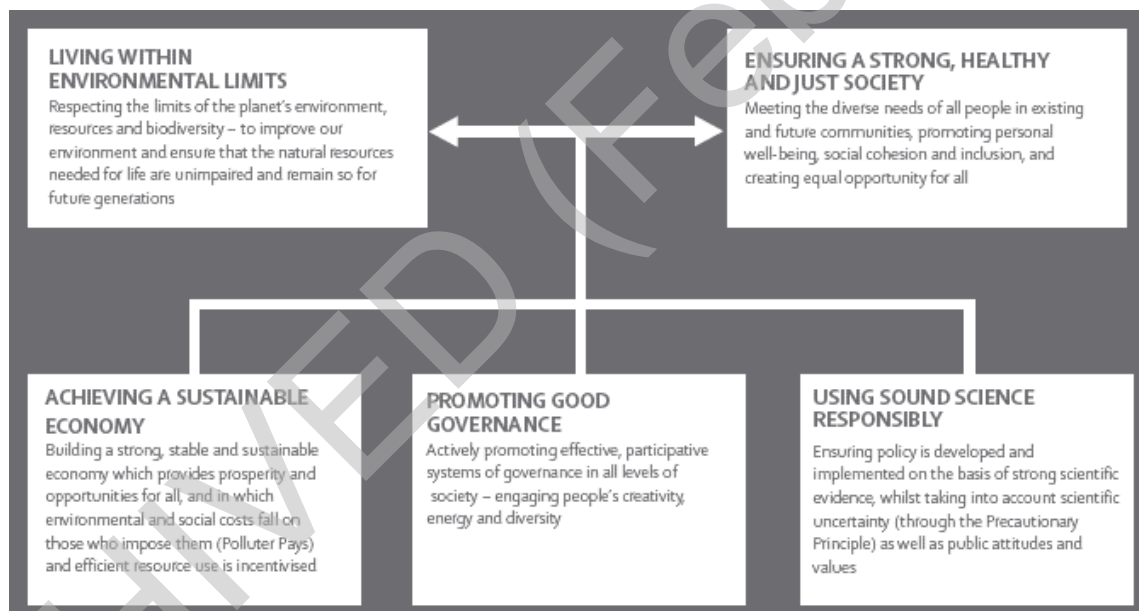 LIVING WITHIN
ENVIRONMENTAL LIMITS
Respecting the limits of the planet's environment,
resources and biodiversity – to improve our
environment and ensure that the natural resources
needed for life are unimpaired and remain so for
future generations
ENSURING A STRONG, HEALTHY
AND JUST SOCIETY
Meeting the diverse needs of all people in existing
and future communities, promoting personal
well-being, social cohesion and inclusion, and
creating equal opportunity for all
ACHIEVING A SUSTAINABLE
ECONOMY
Building a strong, stable and sustainable
economy which provides prosperity and
opportunities for all, and in which
environmental and social costs fall on
those who impose them (Polluter Pays)
and efficient resource use is incentivised
PROMOTING GOOD
GOVERNANCE
Actively promoting effective, participative
systems of governance in all levels of
society – engaging people's creativity,
energy and diversity
USING SOUND SCIENCE
RESPONSIBLY
Ensuring policy is developed and
implemented on the basis of strong scientific
evidence, whilst taking into account scientific
uncertainty (through the Precautionary
Principle) as well as public attitudes and
values